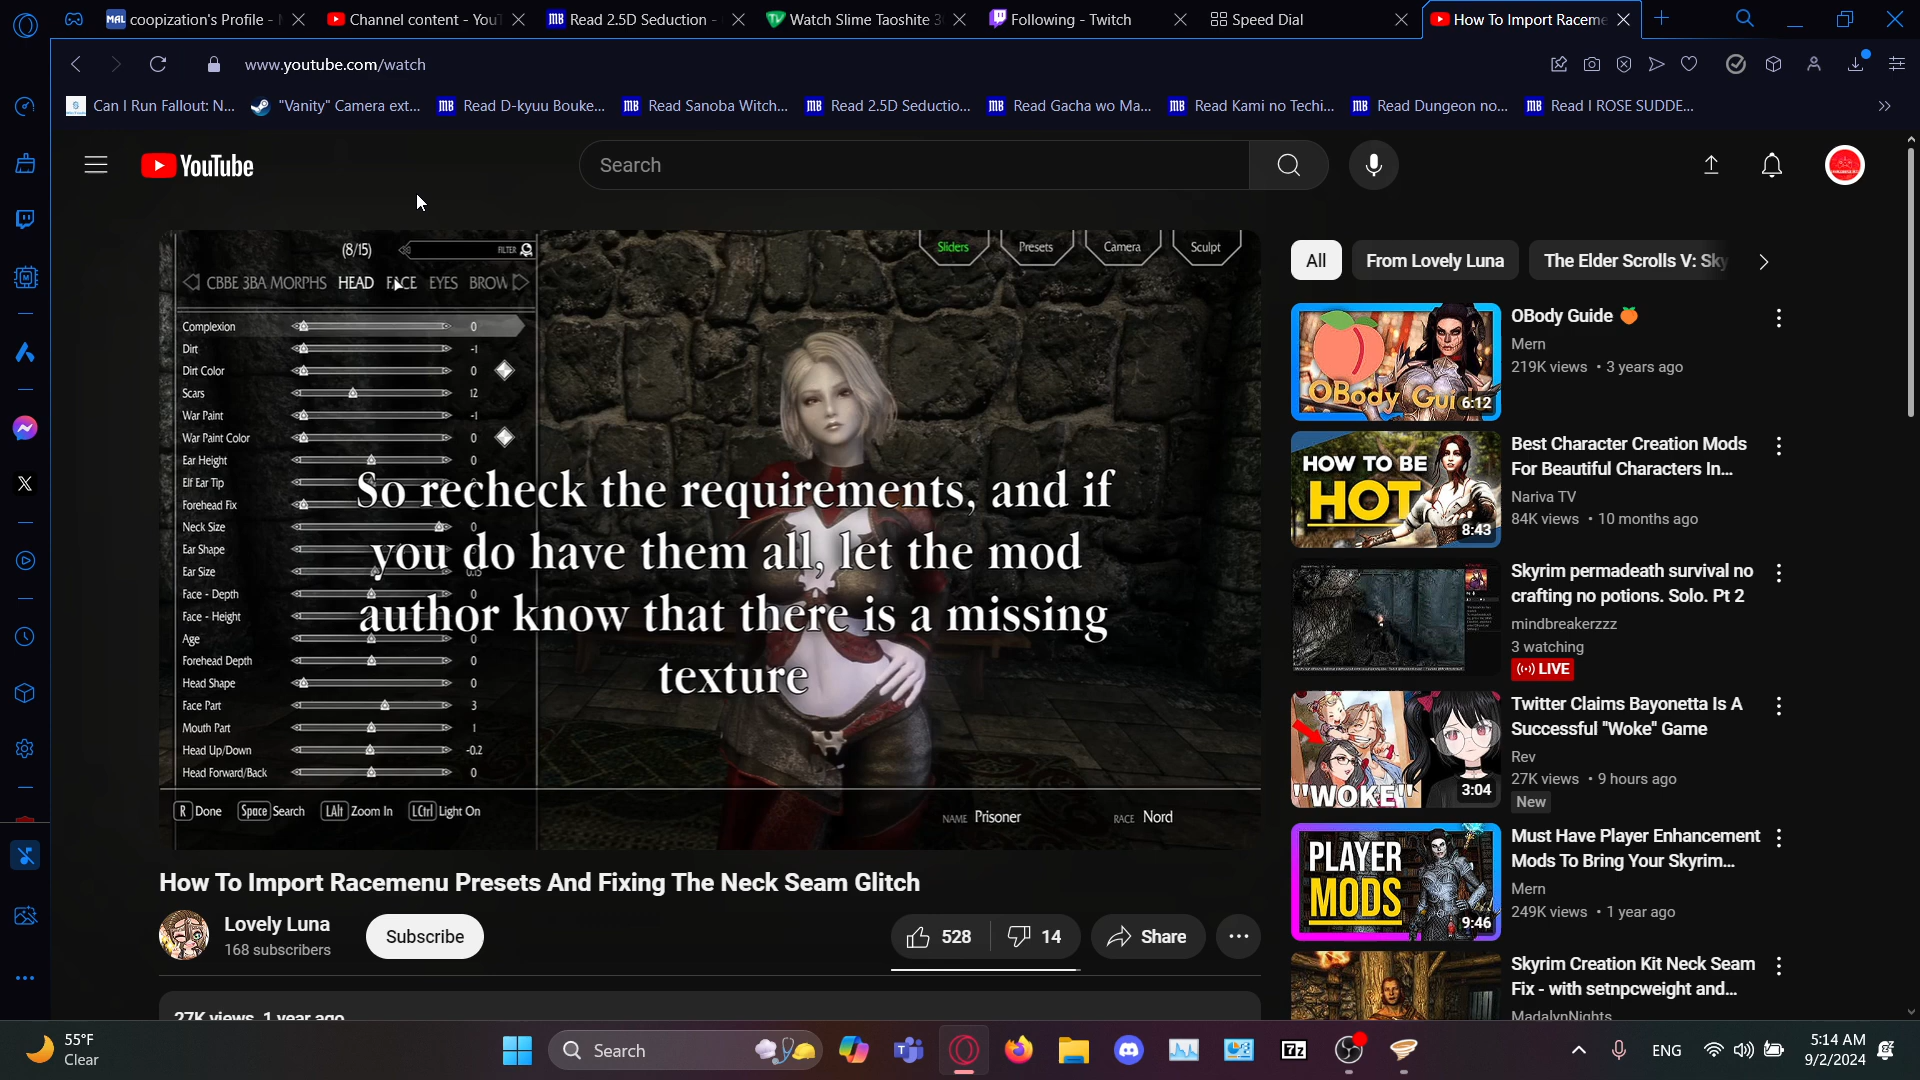 coopization's Profile -
Channel content - YouT
Read 2.5D Seduction -
Watch Slime Taoshite 3
Following - Twitch
Speed Dial
How To Import Raceme
www.youtube.com/watch
Can I Run Fallout: N...
"Vanity" Camera ext...
Read D-kyuu Bouke...
Read Sanoba Witch...
Read 2.5D Seductio...
Read Gacha wo Ma...
Read Kami no Techi...
Read Dungeon no...
Read I ROSE SUDDE...
YouTube
Search
(8/15)
FILTER
CBBE 3BA MORPHS HEAD FACE EYES BROW
Sliders
Presets
Camera
Sculpt
Complexion 0
Dirt -1
Dirt Color 0
Scars 12
War Paint -1
War Paint Color 0
Ear Height 0
Elf Ear Tip
Forehead Fix
Neck Size 0
Ear Shape
Ear Size 0.15
Face - Depth 0
Face - Height
Age 0
Forehead Depth 0
Head Shape 0
Face Part 3
Mouth Part 1
Head Up/Down -0.2
Head Forward/Back 0
So recheck the requirements, and if
you do have them all, let the mod
author know that there is a missing
texture
R Done
Space Search
LAlt Zoom In
LCtrl Light On
NAME Prisoner
RACE Nord
How To Import Racemenu Presets And Fixing The Neck Seam Glitch
Lovely Luna
168 subscribers
Subscribe
528
14
Share
27K views 1 year ago
All
From Lovely Luna
The Elder Scrolls V: Sky
OBody Gui
6:12
OBody Guide 🍑
Mern
219K views • 3 years ago
HOW TO BE
HOT
8:43
Best Character Creation Mods
For Beautiful Characters In...
Nariva TV
84K views • 10 months ago
Skyrim permadeath survival no
crafting no potions. Solo. Pt 2
mindbreakerzzz
3 watching
LIVE
"WOKE"
3:04
Twitter Claims Bayonetta Is A
Successful "Woke" Game
Rev
27K views • 9 hours ago
New
PLAYER
MODS
9:46
Must Have Player Enhancement
Mods To Bring Your Skyrim...
Mern
249K views • 1 year ago
Skyrim Creation Kit Neck Seam
Fix - with setnpcweight and...
MadalynNights
55°F
Clear
Search
ENG
5:14 AM
9/2/2024